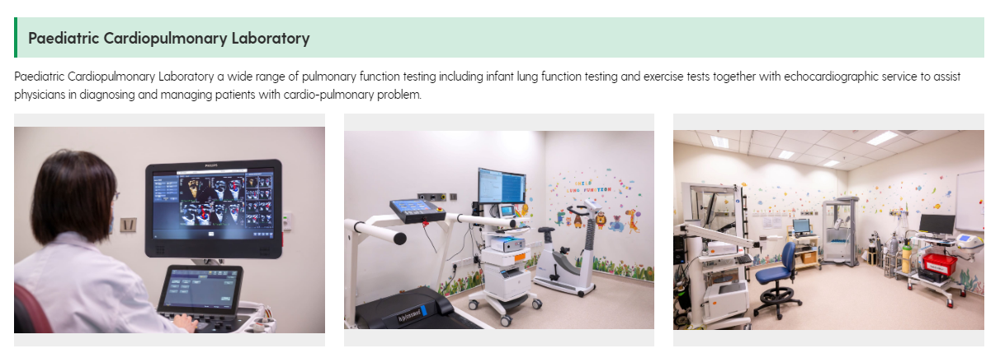 Paediatric Cardiopulmonary Laboratory
Paediatric Cardiopulmonary Laboratory a wide range of pulmonary function testing including infant lung function testing and exercise tests together with echocardiographic service to assist
physicians in diagnosing and managing patients with cardio-pulmonary problem.
PHILIPS
CHILD
LUNG FUNCTION